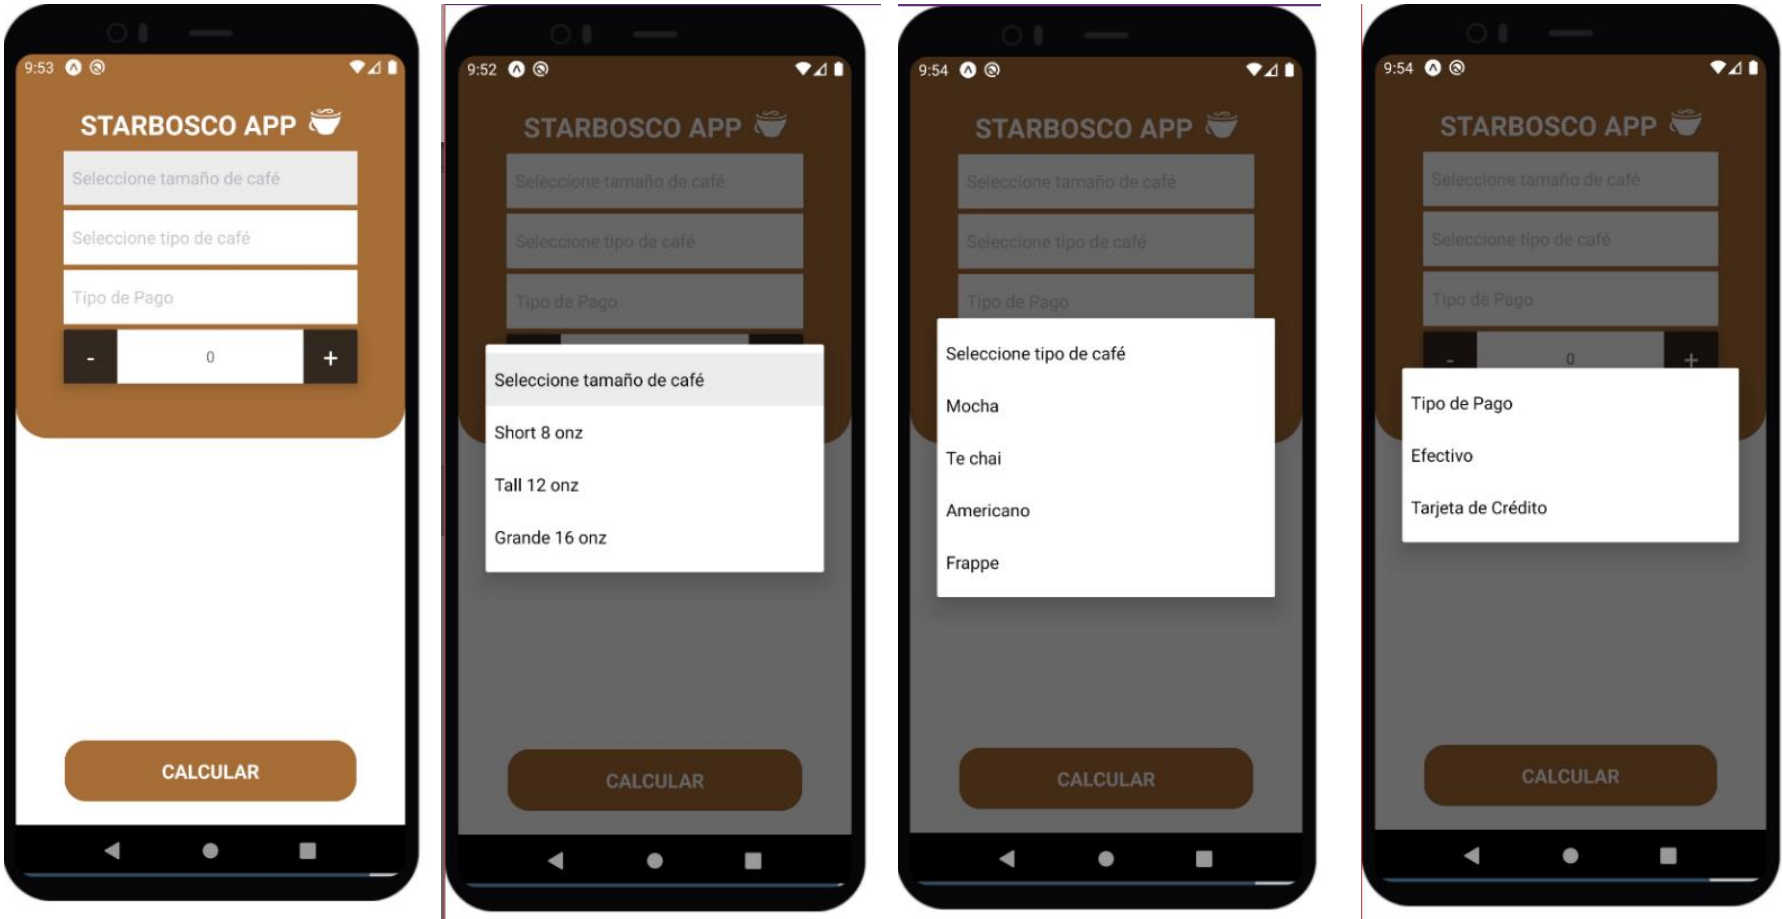 9:53
STARBOSCO APP
Seleccione tamaño de café
Seleccione tipo de café
Tipo de Pago
- 0 +
CALCULAR
9:52
STARBOSCO APP
Seleccione tamaño de café
Seleccione tipo de café
Tipo de Pago
Seleccione tamaño de café
Short 8 onz
Tall 12 onz
Grande 16 onz
CALCULAR
9:54
STARBOSCO APP
Seleccione tamaño de café
Seleccione tipo de café
Tipo de Pago
Seleccione tipo de café
Mocha
Te chai
Americano
Frappe
CALCULAR
9:54
STARBOSCO APP
Seleccione tamaño de café
Seleccione tipo de café
Tipo de Pago
- 0 +
Tipo de Pago
Efectivo
Tarjeta de Crédito
CALCULAR